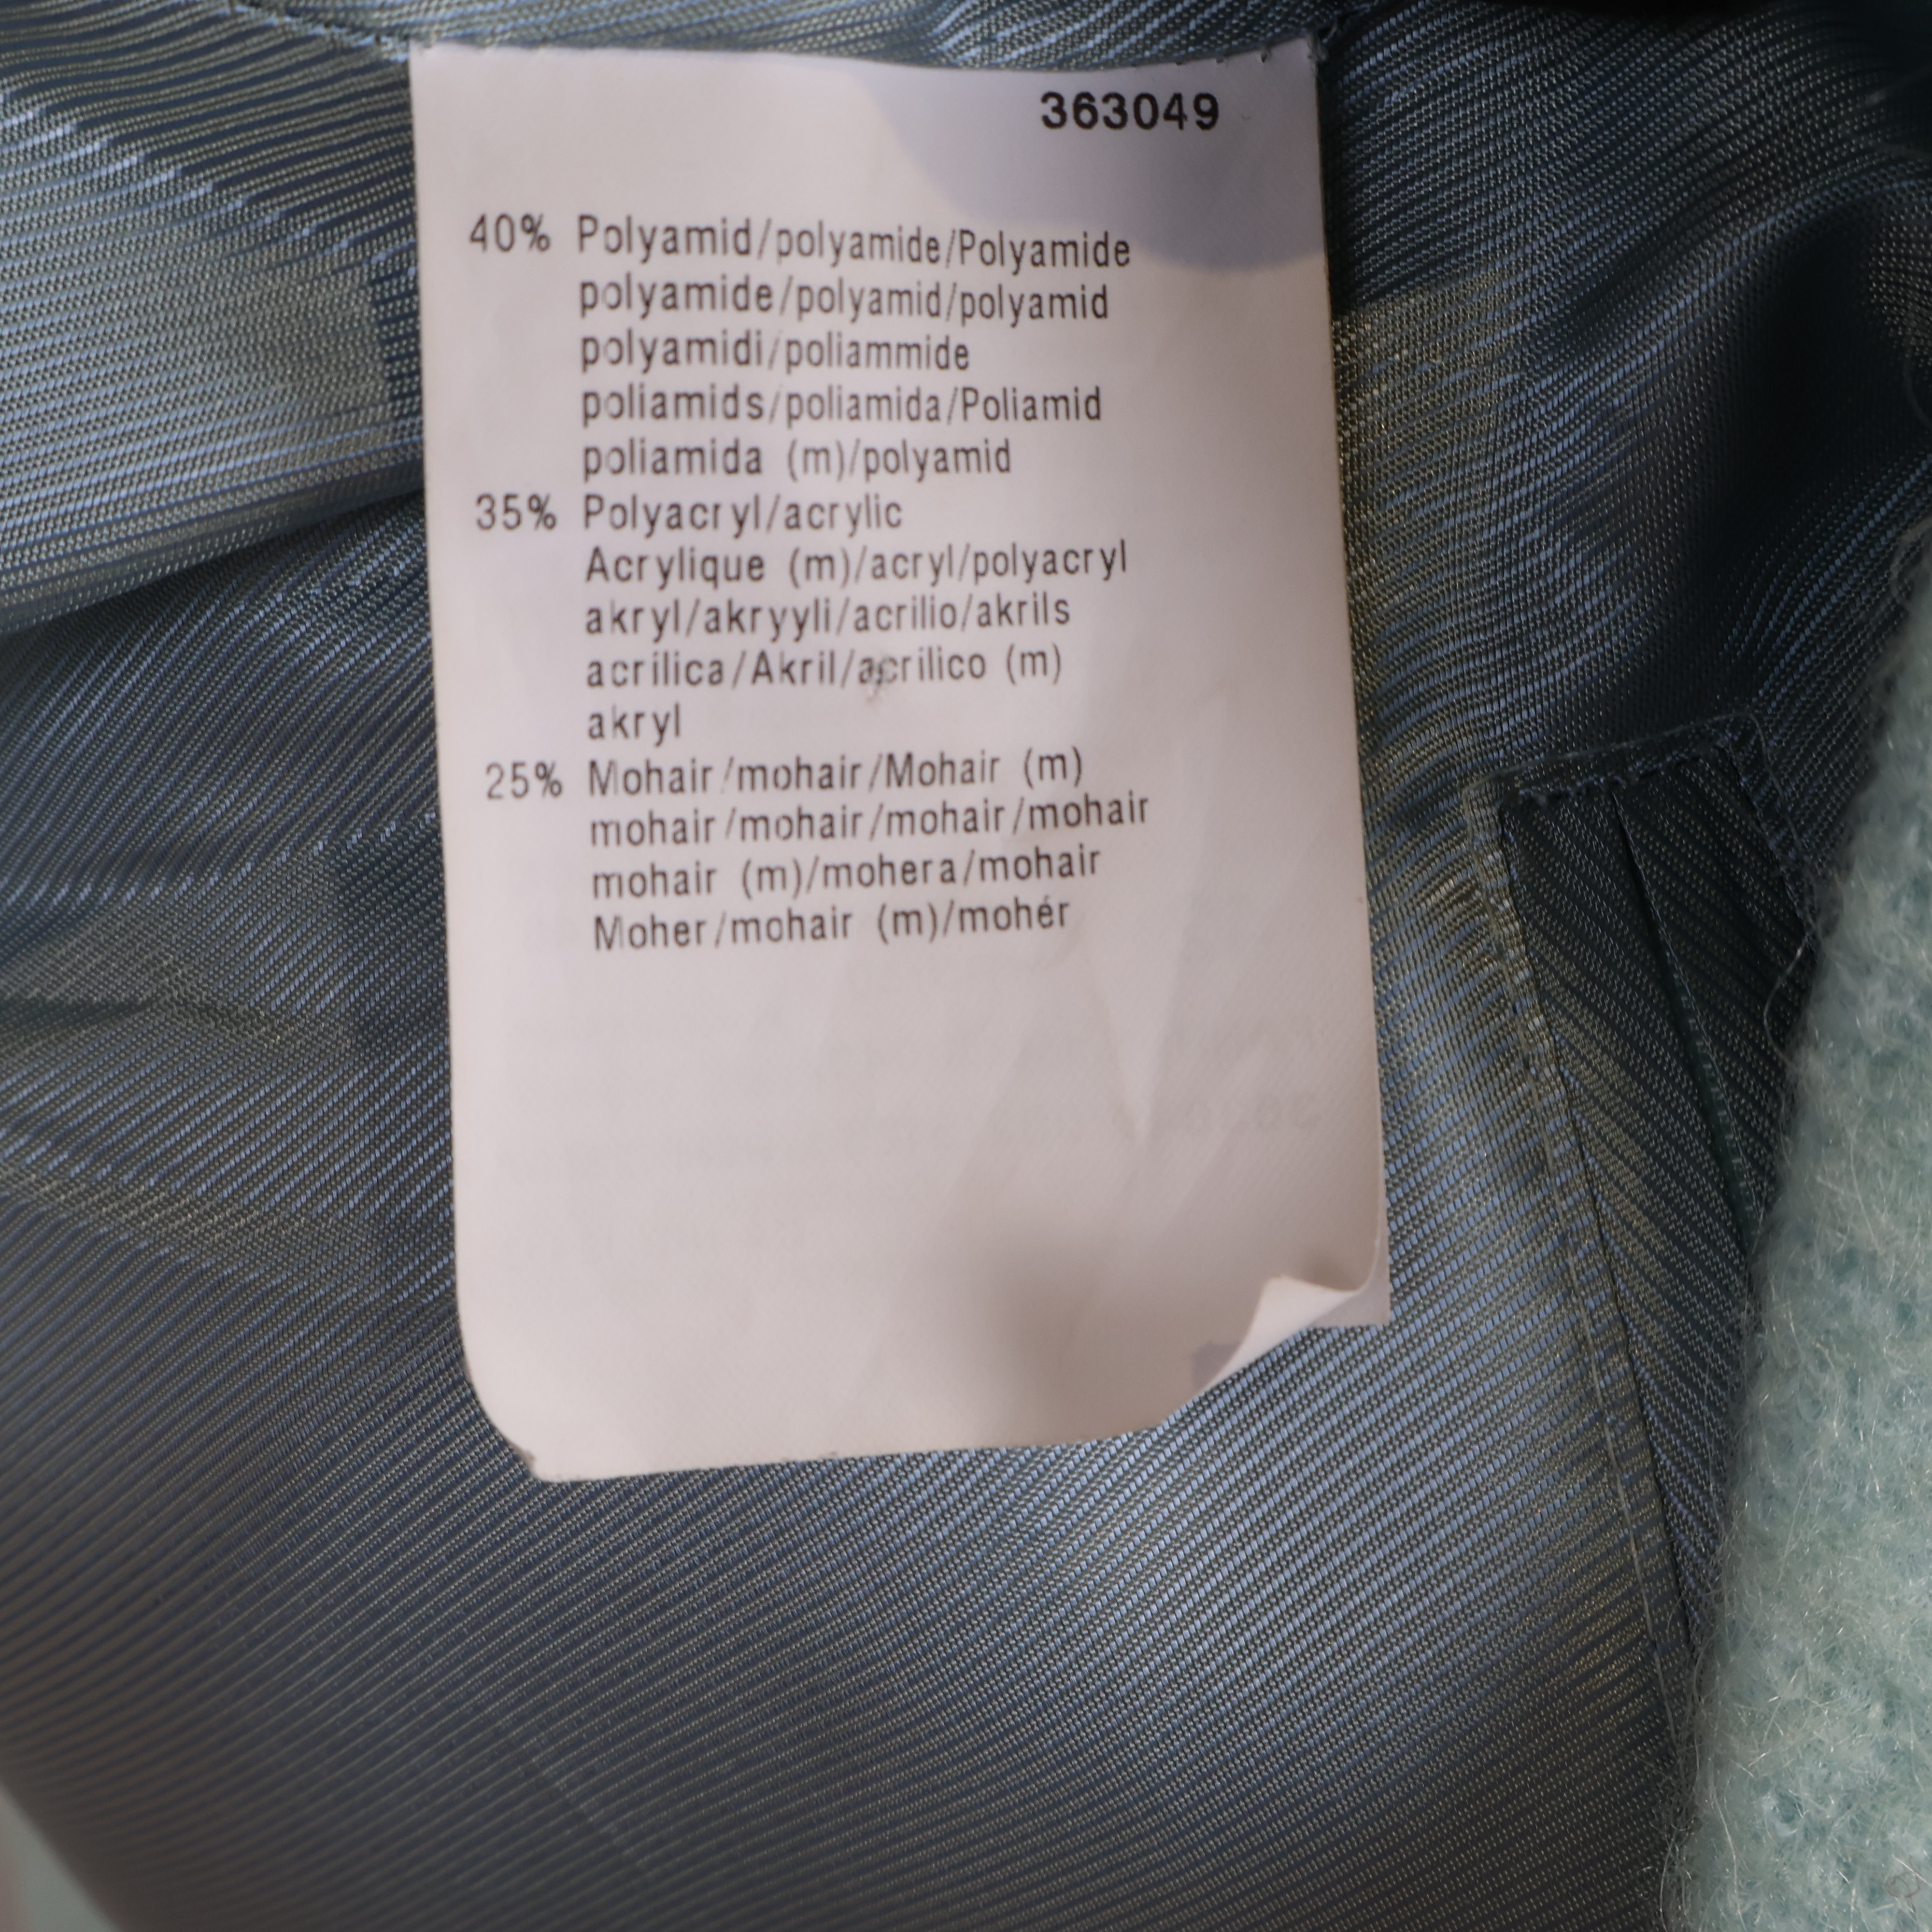 363049
40% Polyamid/polyamide/Polyamide
polyamide/polyamid/polyamid
polyamidi/poliammide
poliamids/poliamida/Poliamid
poliamida (m)/polyamid
35% Polyacryl/acrylic
Acrylique (m)/acryl/polyacryl
akryl/akryyli/acrilio/akrils
acrílica/Akril/acrilico (m)
akryl
25% Mohair/mohair/Mohair (m)
mohair/mohair/mohair/mohair
mohair (m)/mohera/mohair
Moher/mohair (m)/mohér